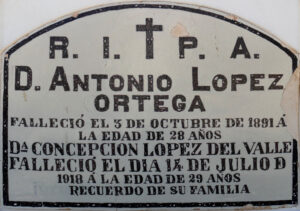 R. I. P. A.
D. ANTONIO LOPEZ
ORTEGA
FALLECIÓ EL 3 DE OCTUBRE DE 1891 Á
LA EDAD DE 28 AÑOS
Dª CONCEPCION LOPEZ DEL VALLE
FALLECIÓ EL DIA 14 DE JULIO D
1918 Á LA EDAD DE 29 AÑOS
RECUERDO DE SU FAMILIA